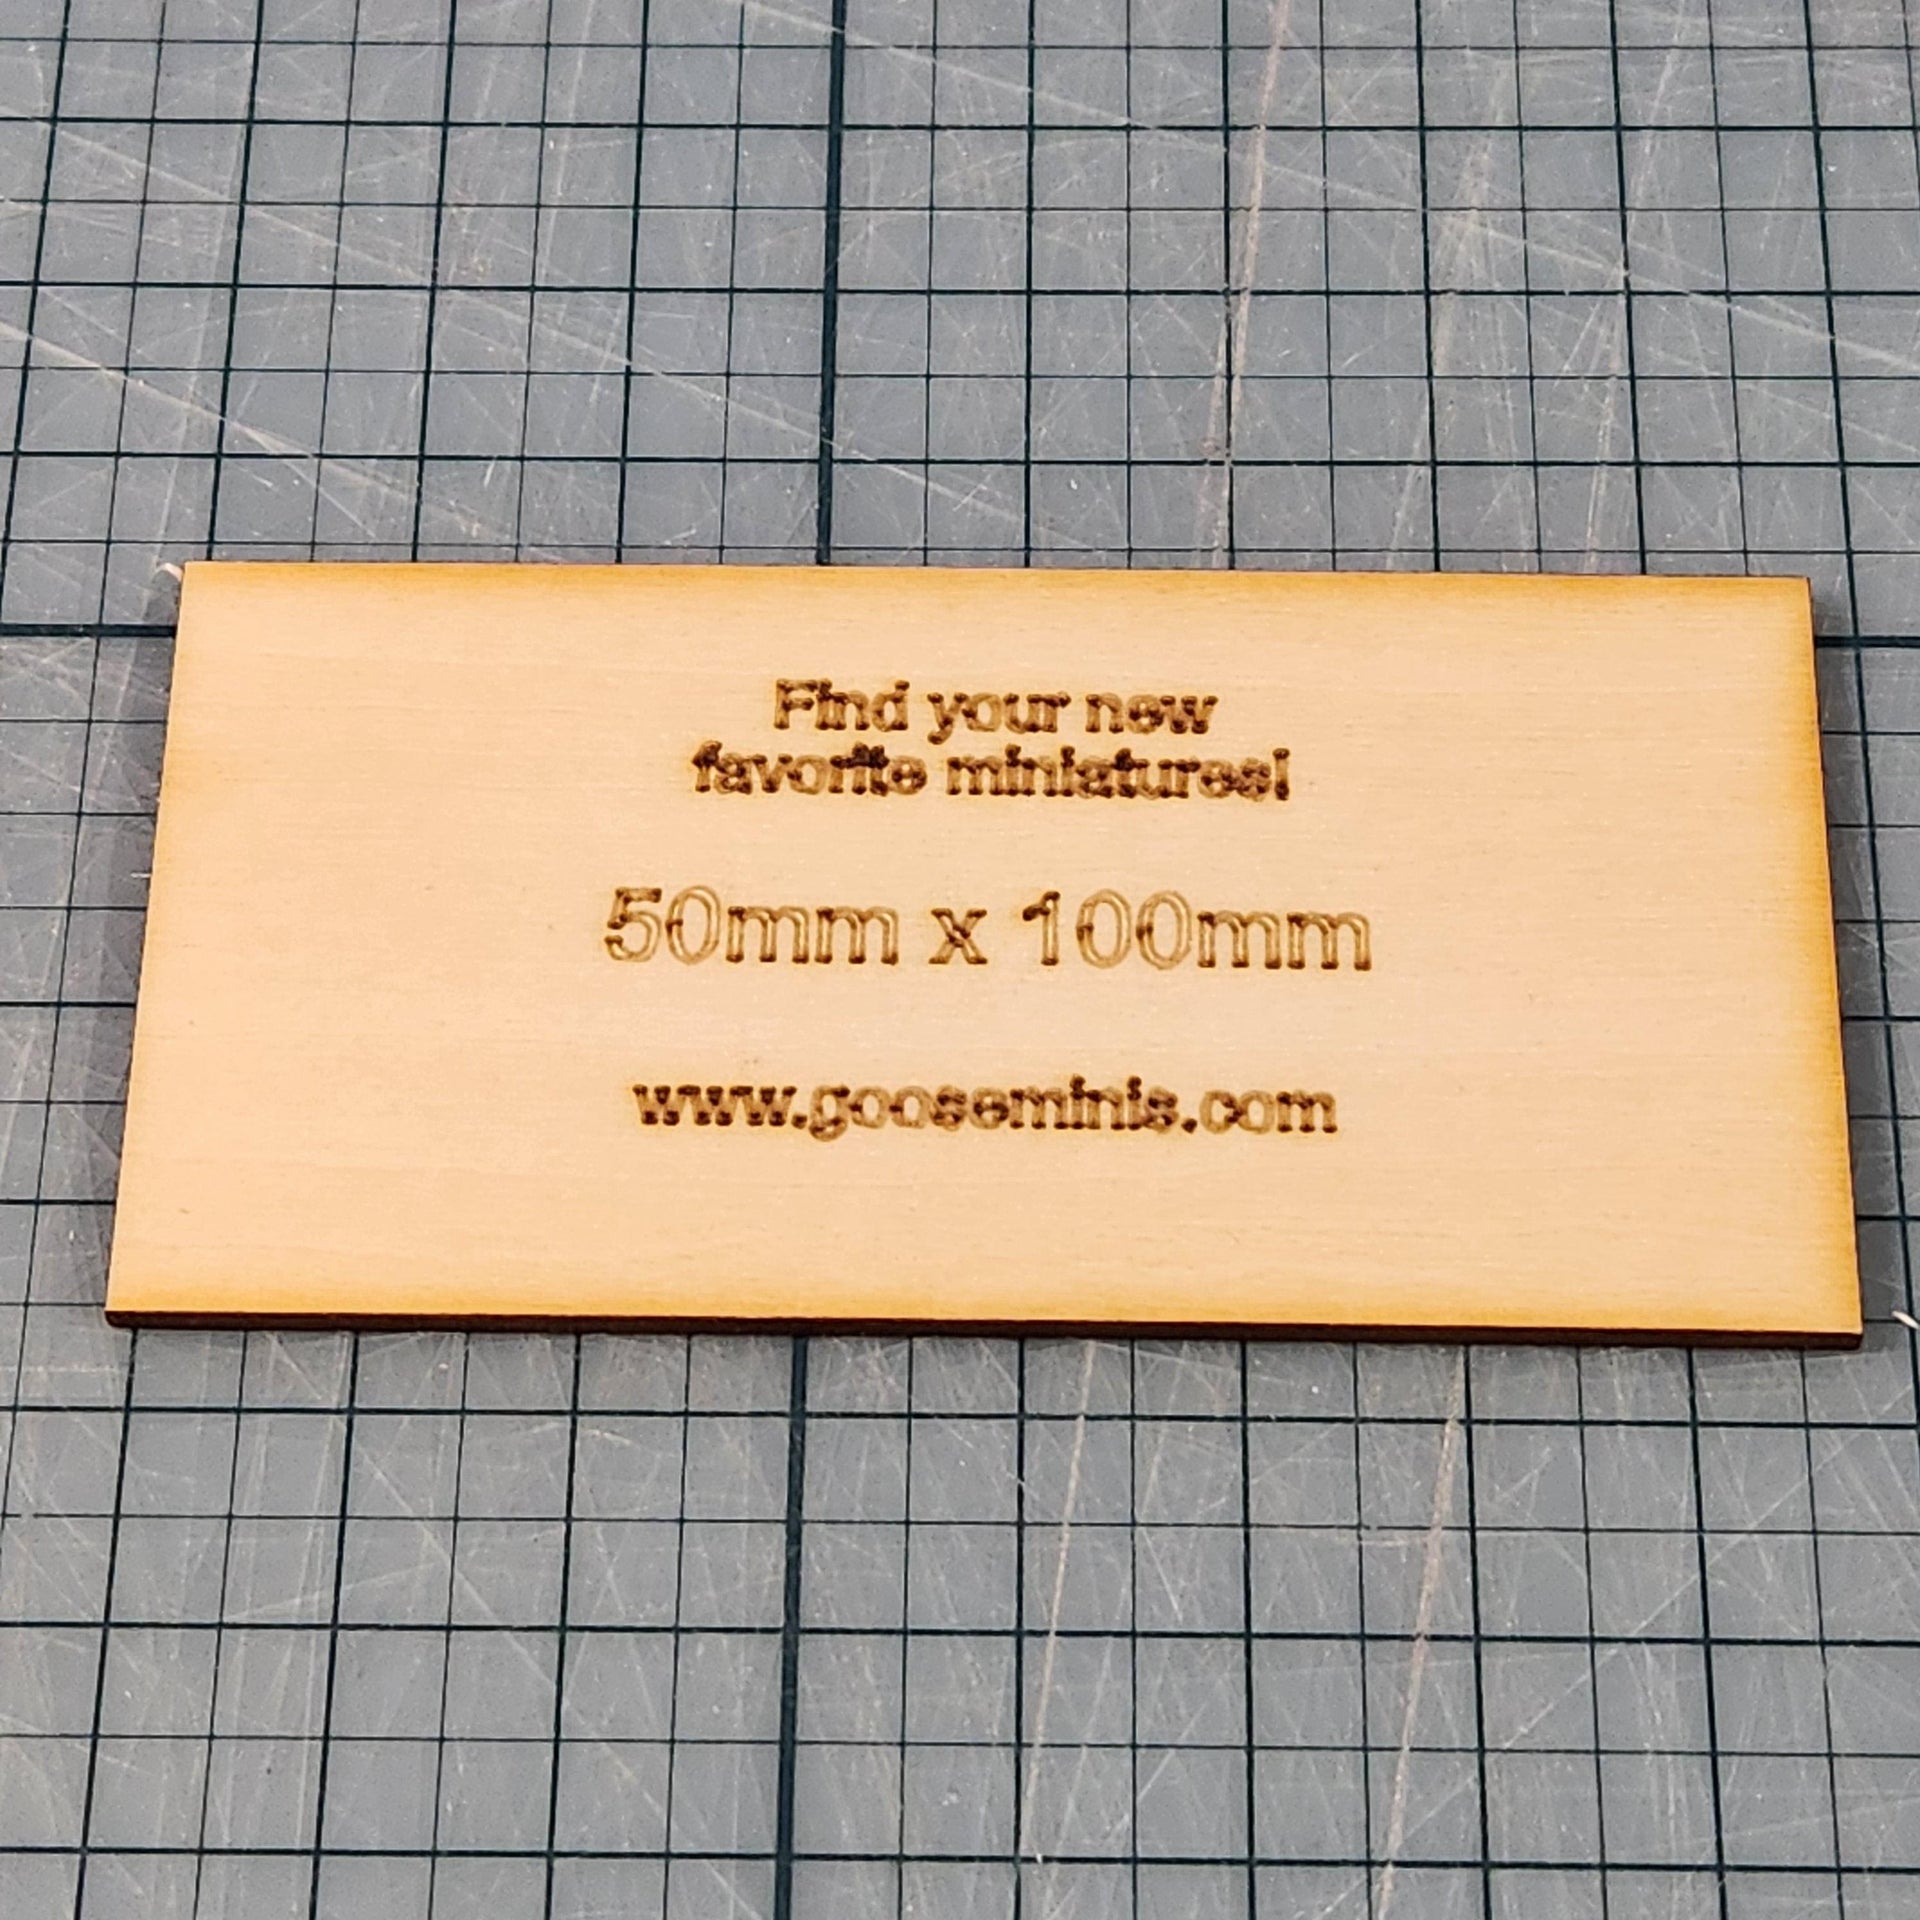 Find your new
favorite miniatures!
50mm x 100mm
www.gooseminis.com